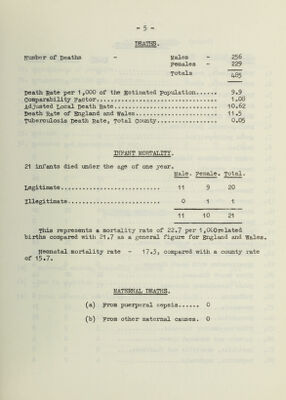 - 5 -
DEATHS.
Number of Deaths - Males - 256
Females - 229
Totals 485
Death Rate per 1,000 of the Estimated Population...... 9.9
Comparability Factor.............................. 1.08
Adjusted Local Death Rate......................... 10.62
Death Rate of England and Wales................... 11.5
Tuberculosis Death Rate, Total County............. 0.05
INFANT MORTALITY.
21 infants died under the age of one year.
Male. Female. Total.
Legitimate......................... 11 9 20
Illegitimate....................... 0 1 1
11 10 21
This represents a mortality rate of 22.7 per 1,000 related
births compared with 21.7 as a general figure for England and Wales.
Neonatal mortality rate - 17.3, compared with a county rate
of 15.7.
MATERNAL DEATHS.
(a) From puerperal sepsis...... 0
(b) From other maternal causes. 0